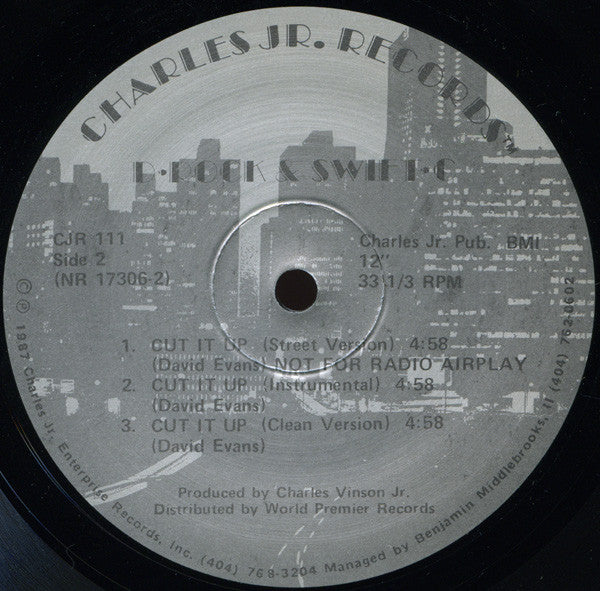 CHARLES JR. RECORDS™
D·ROCK & SWIFT·C
CJR 111
Side 2
(NR 17306-2)
Charles Jr. Pub. BMI
12"
33 1/3 RPM
1. CUT IT UP (Street Version) 4:58
(David Evans) NOT FOR RADIO AIRPLAY
2. CUT IT UP (Instrumental) 4:58
(David Evans)
3. CUT IT UP (Clean Version) 4:58
(David Evans)
Produced by Charles Vinson Jr.
Distributed by World Premier Records
© ℗ 1987 Charles Jr. Enterprise Records, Inc. (404) 768-3204 Managed by Benjamin Middlebrooks, II (404) 763-0602